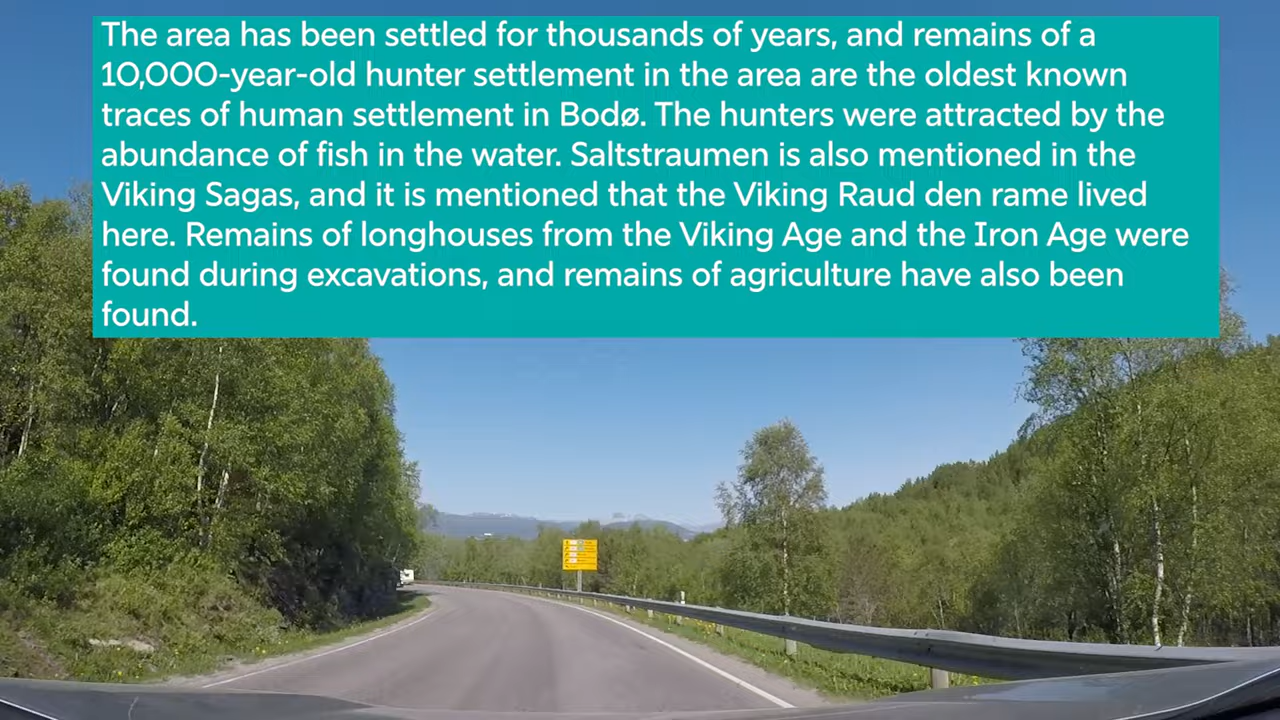 The area has been settled for thousands of years, and remains of a
10,000-year-old hunter settlement in the area are the oldest known
traces of human settlement in Bodø. The hunters were attracted by the
abundance of fish in the water. Saltstraumen is also mentioned in the
Viking Sagas, and it is mentioned that the Viking Raud den rame lived
here. Remains of longhouses from the Viking Age and the Iron Age were
found during excavations, and remains of agriculture have also been
found.